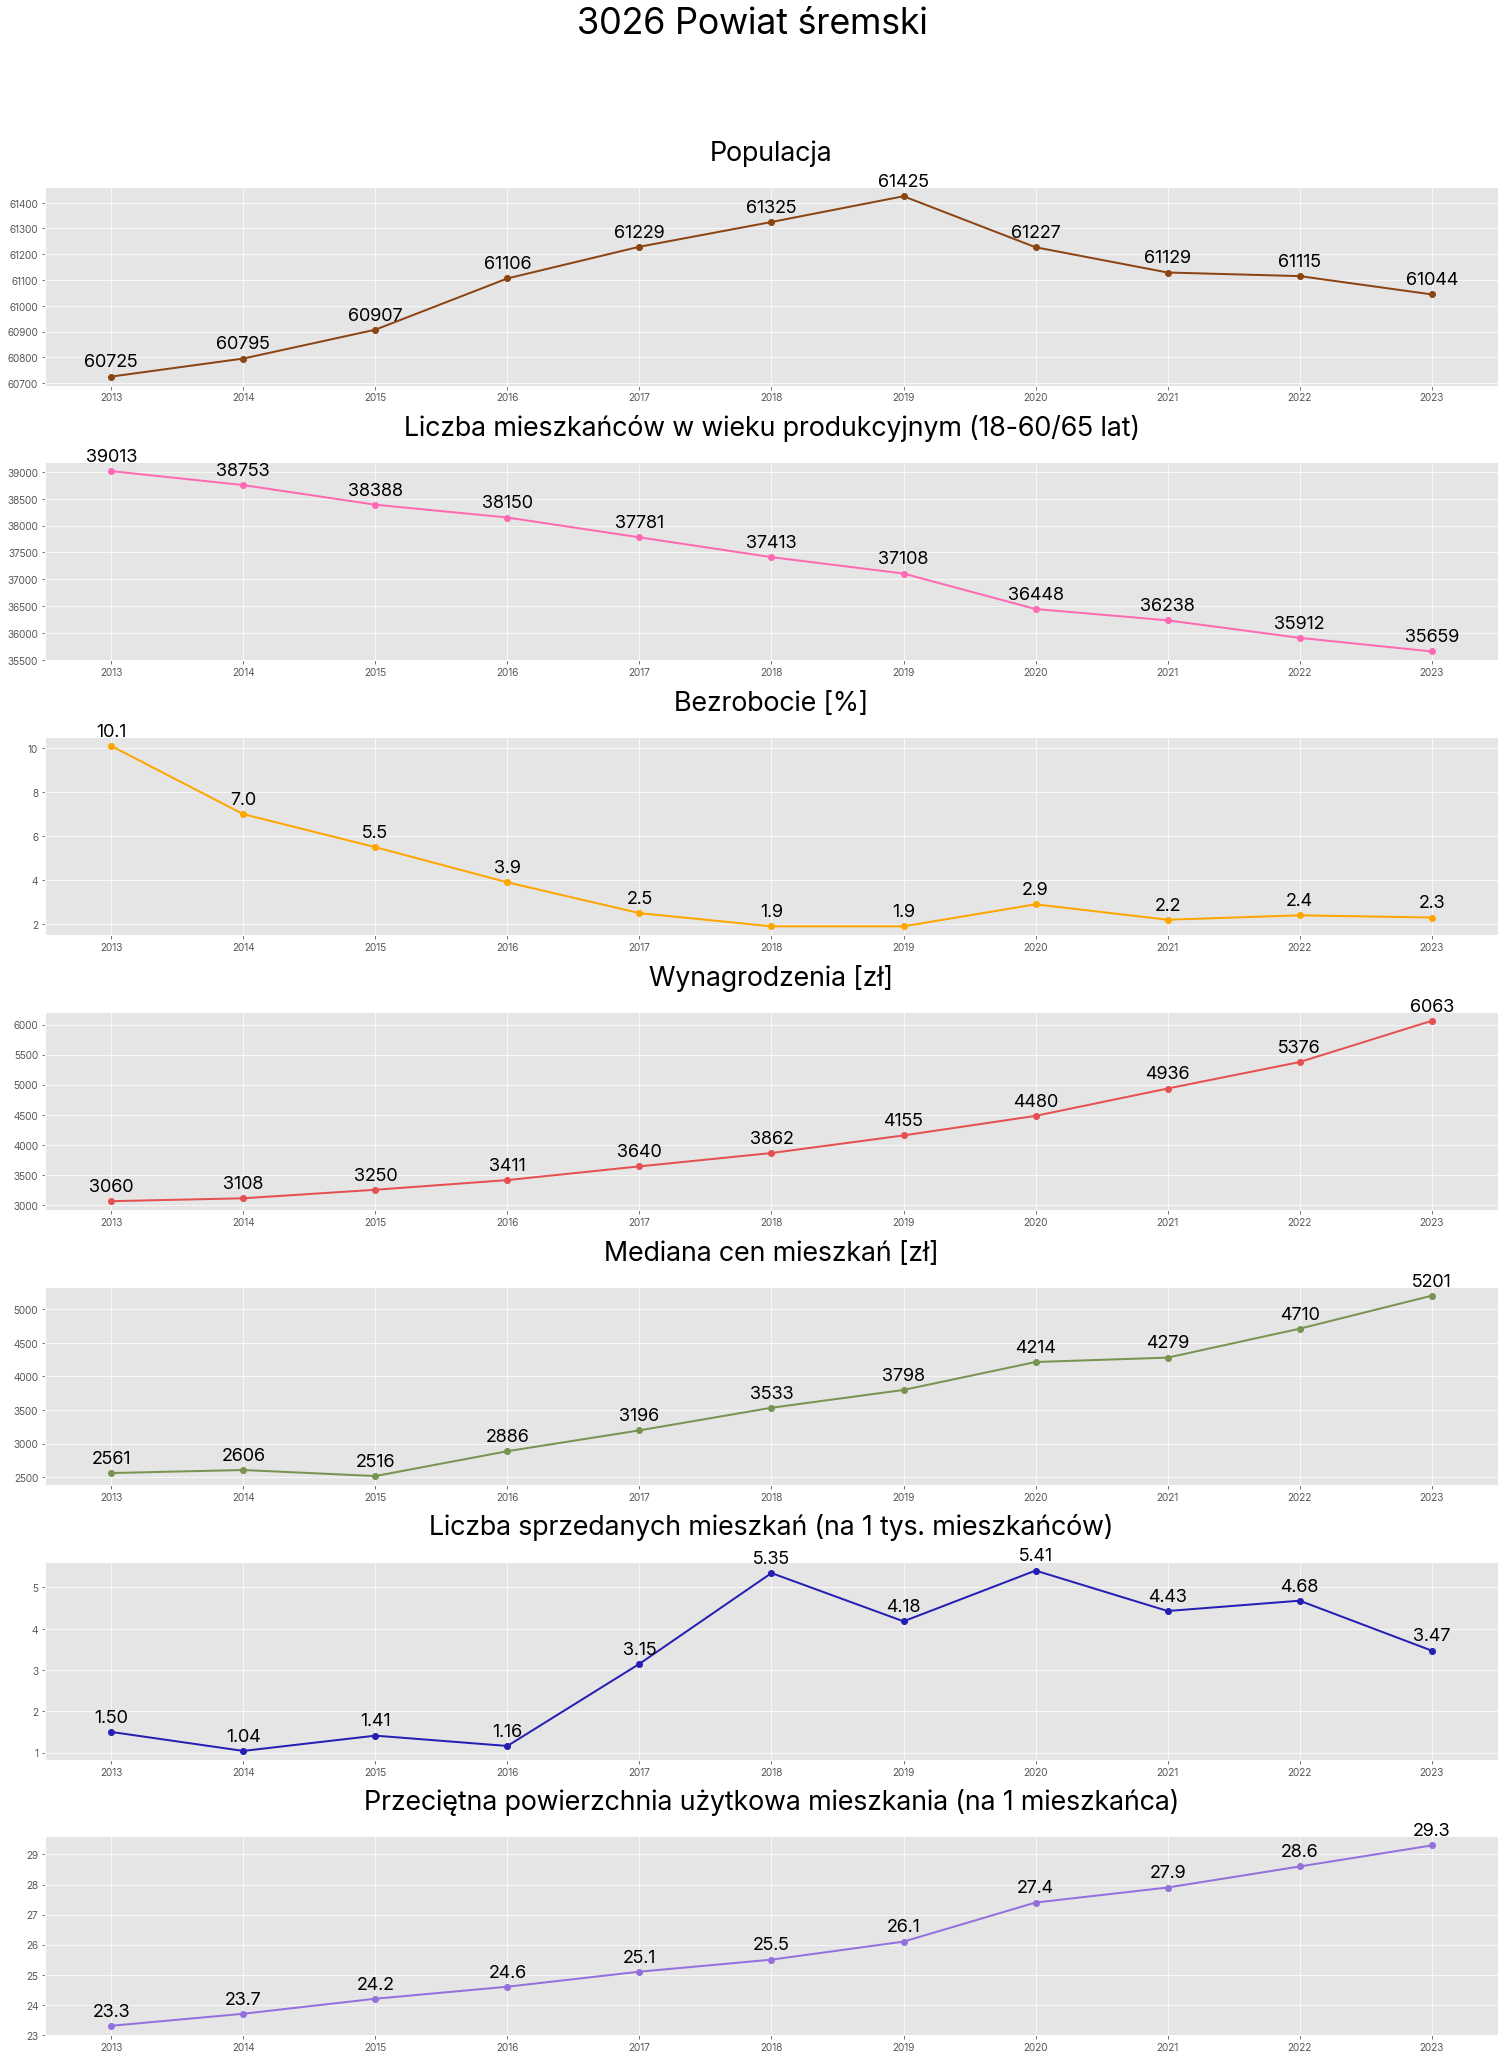 3026 Powiat śremski
Populacja
61400
61300
61200
61100
61000
60900
60800
60700
60725 60795 60907 61106 61229 61325 61425 61227 61129 61115 61044
2013 2014 2015 2016 2017 2018 2019 2020 2021 2022 2023
Liczba mieszkańców w wieku produkcyjnym (18-60/65 lat)
39000
38500
38000
37500
37000
36500
36000
35500
39013 38753 38388 38150 37781 37413 37108 36448 36238 35912 35659
2013 2014 2015 2016 2017 2018 2019 2020 2021 2022 2023
Bezrobocie [%]
10
8
6
4
2
10.1 7.0 5.5 3.9 2.5 1.9 1.9 2.9 2.2 2.4 2.3
2013 2014 2015 2016 2017 2018 2019 2020 2021 2022 2023
Wynagrodzenia [zł]
6000
5500
5000
4500
4000
3500
3000
3060 3108 3250 3411 3640 3862 4155 4480 4936 5376 6063
2013 2014 2015 2016 2017 2018 2019 2020 2021 2022 2023
Mediana cen mieszkań [zł]
5000
4500
4000
3500
3000
2500
2561 2606 2516 2886 3196 3533 3798 4214 4279 4710 5201
2013 2014 2015 2016 2017 2018 2019 2020 2021 2022 2023
Liczba sprzedanych mieszkań (na 1 tys. mieszkańców)
5
4
3
2
1
1.50 1.04 1.41 1.16 3.15 5.35 4.18 5.41 4.43 4.68 3.47
2013 2014 2015 2016 2017 2018 2019 2020 2021 2022 2023
Przeciętna powierzchnia użytkowa mieszkania (na 1 mieszkańca)
29
28
27
26
25
24
23
23.3 23.7 24.2 24.6 25.1 25.5 26.1 27.4 27.9 28.6 29.3
2013 2014 2015 2016 2017 2018 2019 2020 2021 2022 2023